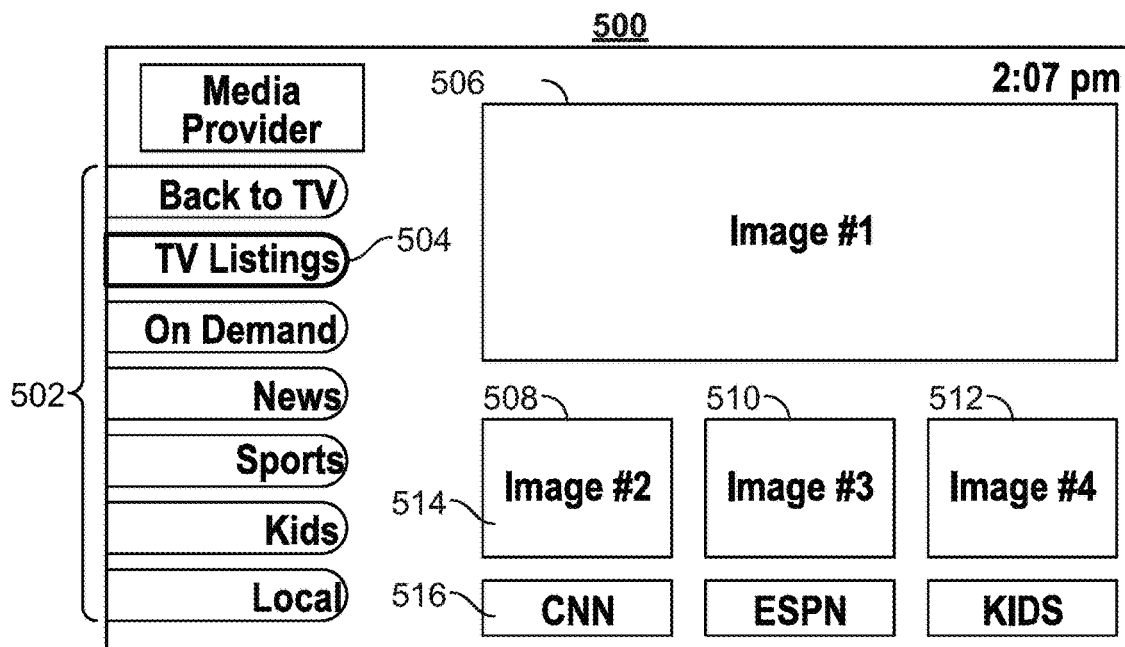 500
2:07 pm
Media
Provider
506
Image #1
Back to TV
TV Listings
504
On Demand
News
Sports
Kids
Local
502
508
510
512
Image #2
Image #3
Image #4
514
516
CNN
ESPN
KIDS